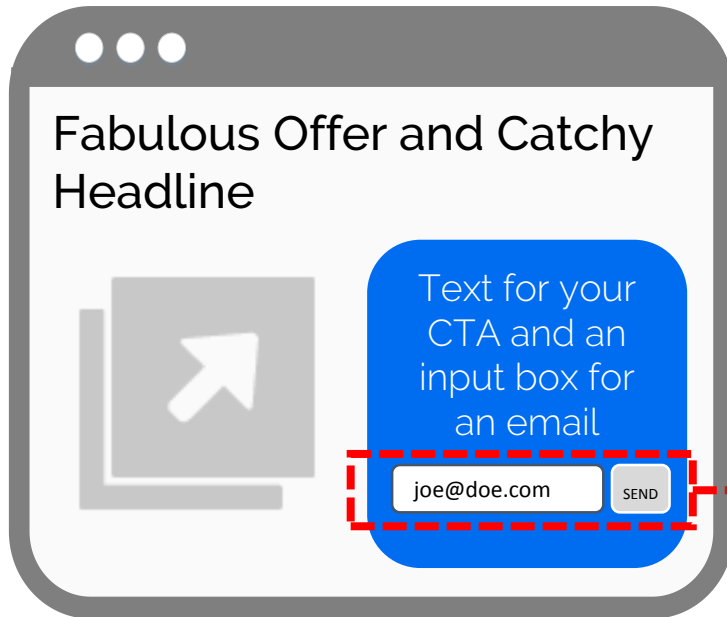 Fabulous Offer and Catchy
Headline
Text for your
CTA and an
input box for
an email
joe@doe.com
SEND